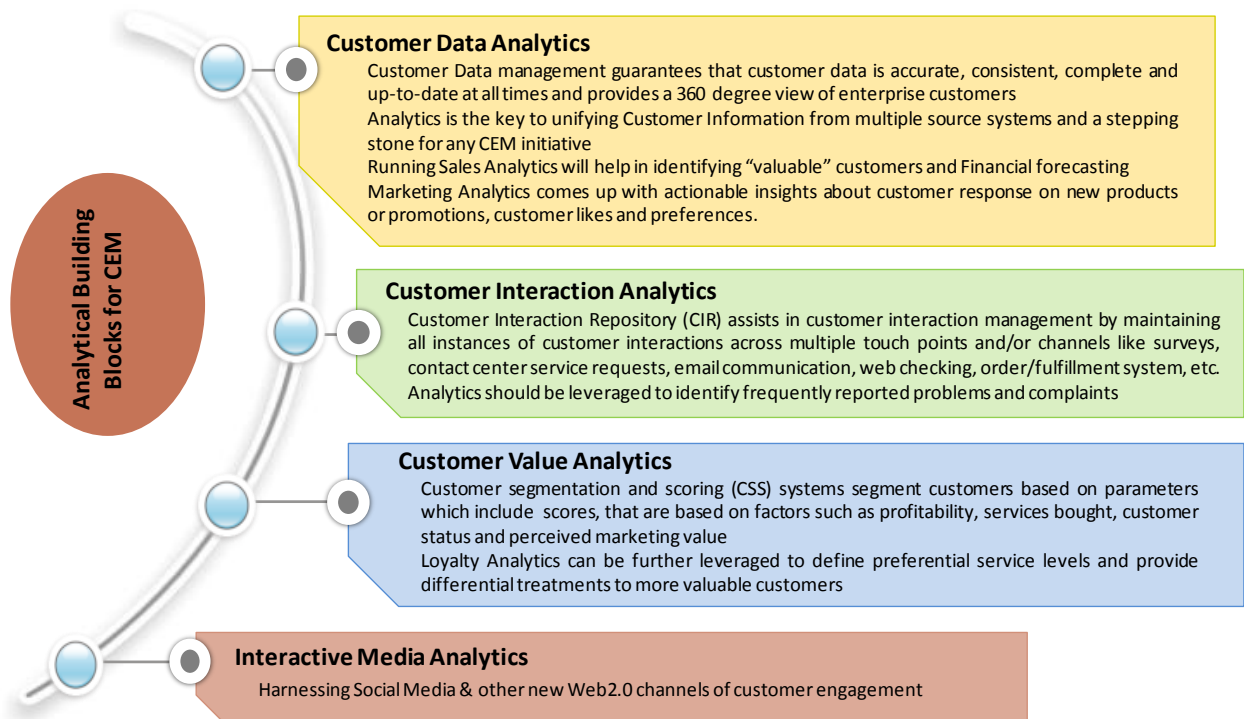 Customer Data Analytics
Customer Data management guarantees that customer data is accurate, consistent, complete and
up-to-date at all times and provides a 360 degree view of enterprise customers
Analytics is the key to unifying Customer Information from multiple source systems and a stepping
stone for any CEM initiative
Running Sales Analytics will help in identifying “valuable” customers and Financial forecasting
Marketing Analytics comes up with actionable insights about customer response on new products
or promotions, customer likes and preferences.
Analytical Building
Blocks for CEM
Customer Interaction Analytics
Customer Interaction Repository (CIR) assists in customer interaction management by maintaining
all instances of customer interactions across multiple touch points and/or channels like surveys,
contact center service requests, email communication, web checking, order/fulfillment system, etc.
Analytics should be leveraged to identify frequently reported problems and complaints
Customer Value Analytics
Customer segmentation and scoring (CSS) systems segment customers based on parameters
which include scores, that are based on factors such as profitability, services bought, customer
status and perceived marketing value
Loyalty Analytics can be further leveraged to define preferential service levels and provide
differential treatments to more valuable customers
Interactive Media Analytics
Harnessing Social Media & other new Web2.0 channels of customer engagement